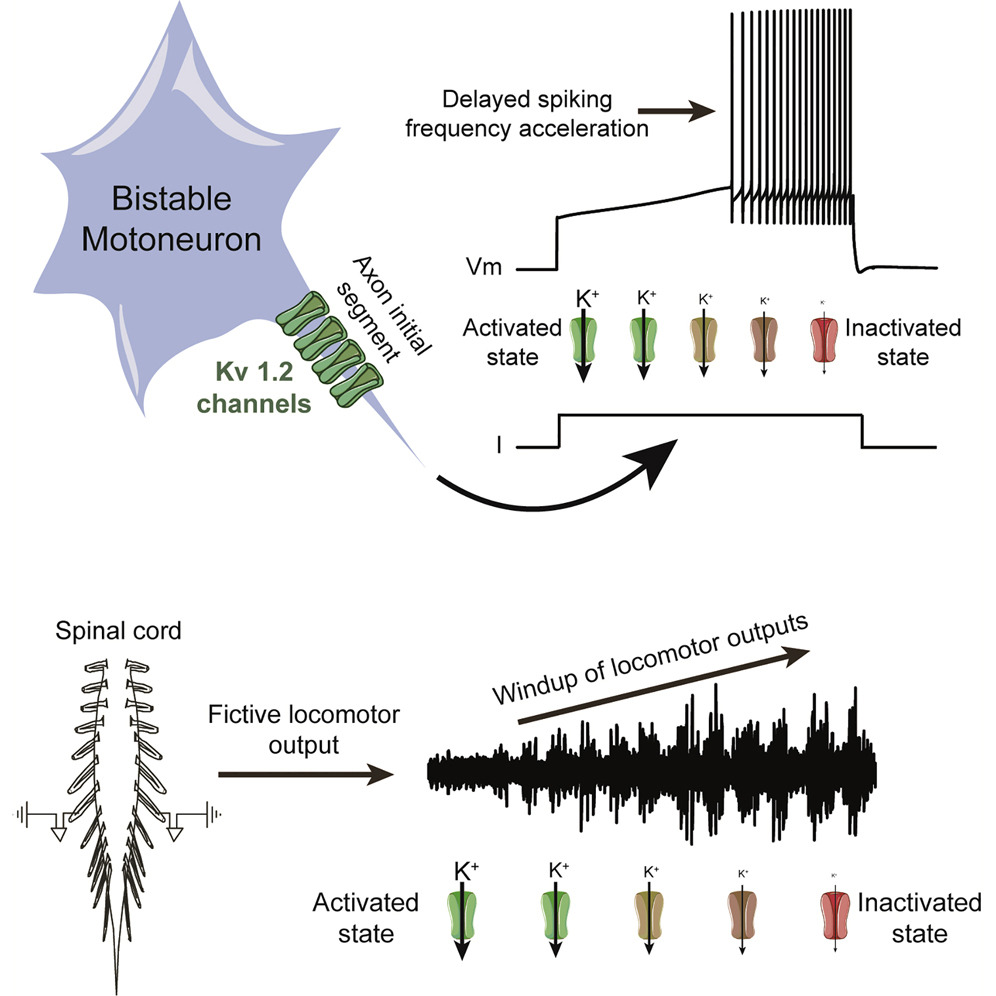 Bistable
Motoneuron
Axon initial
segment
Kv 1.2
channels
Delayed spiking
frequency acceleration
Vm
K⁺ K⁺ K⁺ K⁺ K⁺
Activated
state
Inactivated
state
I
Spinal cord
Fictive locomotor
output
Windup of locomotor outputs
K⁺ K⁺ K⁺ K⁺ K⁺
Activated
state
Inactivated
state